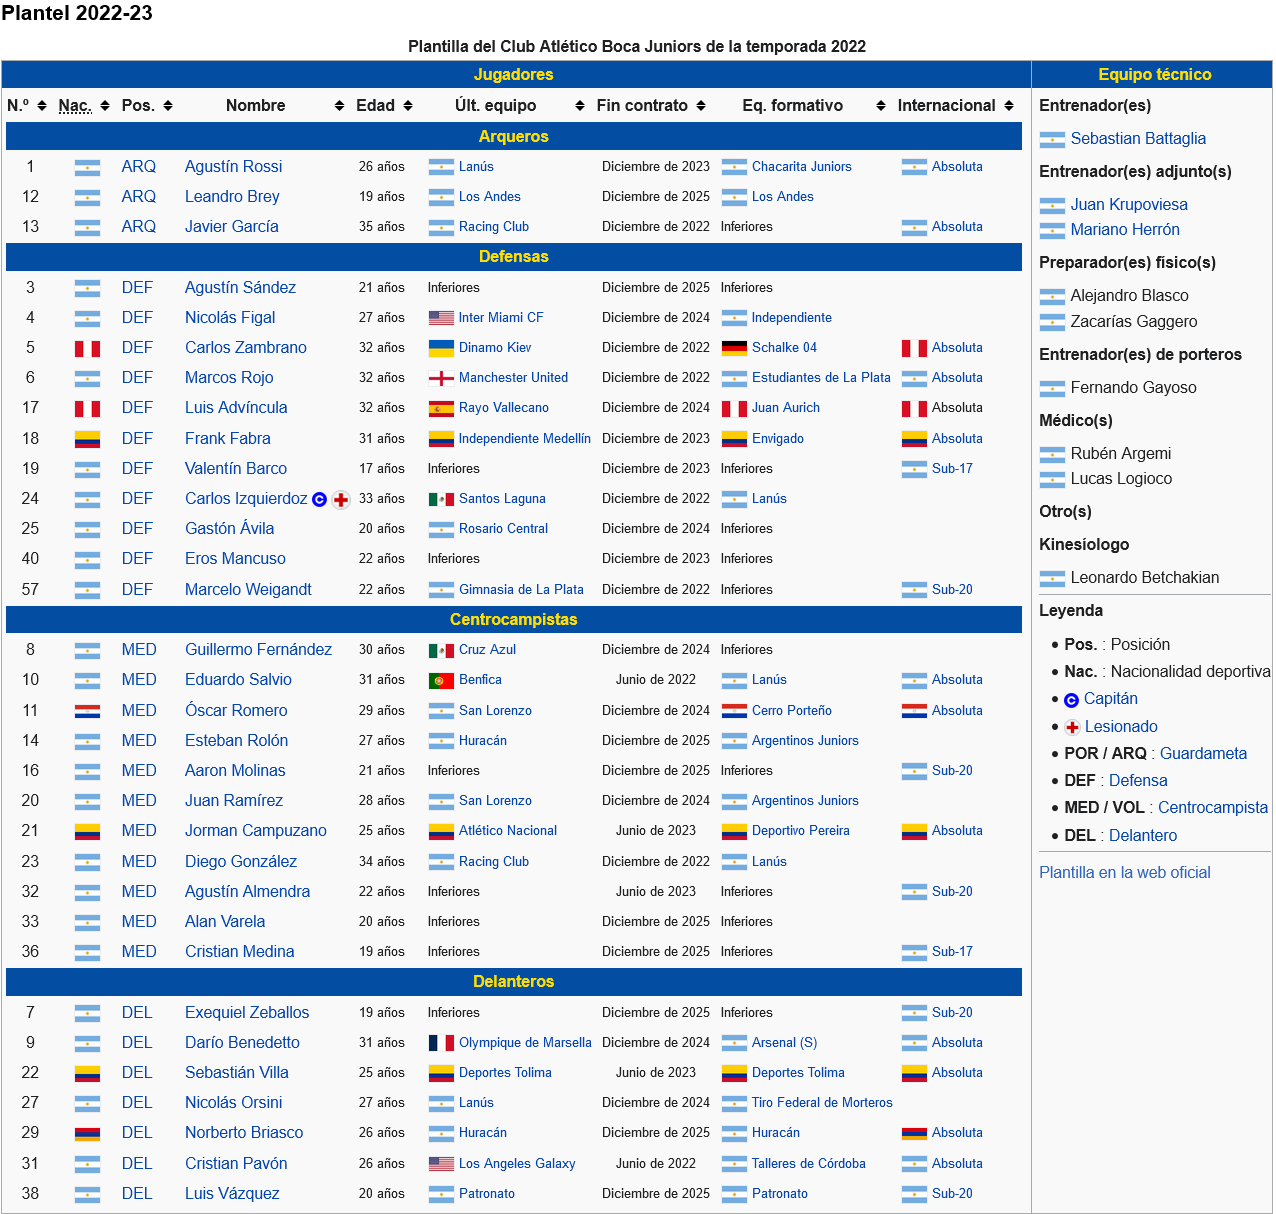 Plantel 2022-23
Plantilla del Club Atlético Boca Juniors de la temporada 2022
Jugadores
N.º Nac. Pos. Nombre Edad Últ. equipo Fin contrato Eq. formativo Internacional
Arqueros
1 ARQ Agustín Rossi 26 años Lanús Diciembre de 2023 Chacarita Juniors Absoluta
12 ARQ Leandro Brey 19 años Los Andes Diciembre de 2025 Los Andes
13 ARQ Javier García 35 años Racing Club Diciembre de 2022 Inferiores Absoluta
Defensas
3 DEF Agustín Sández 21 años Inferiores Diciembre de 2025 Inferiores
4 DEF Nicolás Figal 27 años Inter Miami CF Diciembre de 2024 Independiente
5 DEF Carlos Zambrano 32 años Dinamo Kiev Diciembre de 2022 Schalke 04 Absoluta
6 DEF Marcos Rojo 32 años Manchester United Diciembre de 2022 Estudiantes de La Plata Absoluta
17 DEF Luis Advíncula 32 años Rayo Vallecano Diciembre de 2024 Juan Aurich Absoluta
18 DEF Frank Fabra 31 años Independiente Medellín Diciembre de 2023 Envigado Absoluta
19 DEF Valentín Barco 17 años Inferiores Diciembre de 2023 Inferiores Sub-17
24 DEF Carlos Izquierdoz C 33 años Santos Laguna Diciembre de 2022 Lanús
25 DEF Gastón Ávila 20 años Rosario Central Diciembre de 2024 Inferiores
40 DEF Eros Mancuso 22 años Inferiores Diciembre de 2023 Inferiores
57 DEF Marcelo Weigandt 22 años Gimnasia de La Plata Diciembre de 2022 Inferiores Sub-20
Centrocampistas
8 MED Guillermo Fernández 30 años Cruz Azul Diciembre de 2024 Inferiores
10 MED Eduardo Salvio 31 años Benfica Junio de 2022 Lanús Absoluta
11 MED Óscar Romero 29 años San Lorenzo Diciembre de 2024 Cerro Porteño Absoluta
14 MED Esteban Rolón 27 años Huracán Diciembre de 2025 Argentinos Juniors
16 MED Aaron Molinas 21 años Inferiores Diciembre de 2025 Inferiores Sub-20
20 MED Juan Ramírez 28 años San Lorenzo Diciembre de 2024 Argentinos Juniors
21 MED Jorman Campuzano 25 años Atlético Nacional Junio de 2023 Deportivo Pereira Absoluta
23 MED Diego González 34 años Racing Club Diciembre de 2022 Lanús
32 MED Agustín Almendra 22 años Inferiores Junio de 2023 Inferiores Sub-20
33 MED Alan Varela 20 años Inferiores Diciembre de 2025 Inferiores
36 MED Cristian Medina 19 años Inferiores Diciembre de 2025 Inferiores Sub-17
Delanteros
7 DEL Exequiel Zeballos 19 años Inferiores Diciembre de 2025 Inferiores Sub-20
9 DEL Darío Benedetto 31 años Olympique de Marsella Diciembre de 2024 Arsenal (S) Absoluta
22 DEL Sebastián Villa 25 años Deportes Tolima Junio de 2023 Deportes Tolima Absoluta
27 DEL Nicolás Orsini 27 años Lanús Diciembre de 2024 Tiro Federal de Morteros
29 DEL Norberto Briasco 26 años Huracán Diciembre de 2025 Huracán Absoluta
31 DEL Cristian Pavón 26 años Los Angeles Galaxy Junio de 2022 Talleres de Córdoba Absoluta
38 DEL Luis Vázquez 20 años Patronato Diciembre de 2025 Patronato Sub-20
Equipo técnico
Entrenador(es)
Sebastian Battaglia
Entrenador(es) adjunto(s)
Juan Krupoviesa
Mariano Herrón
Preparador(es) físico(s)
Alejandro Blasco
Zacarías Gaggero
Entrenador(es) de porteros
Fernando Gayoso
Médico(s)
Rubén Argemi
Lucas Logioco
Otro(s)
Kinesíologo
Leonardo Betchakian
Leyenda
• Pos. : Posición
• Nac. : Nacionalidad deportiva
• C Capitán
• Lesionado
• POR / ARQ : Guardameta
• DEF : Defensa
• MED / VOL : Centrocampista
• DEL : Delantero
Plantilla en la web oficial